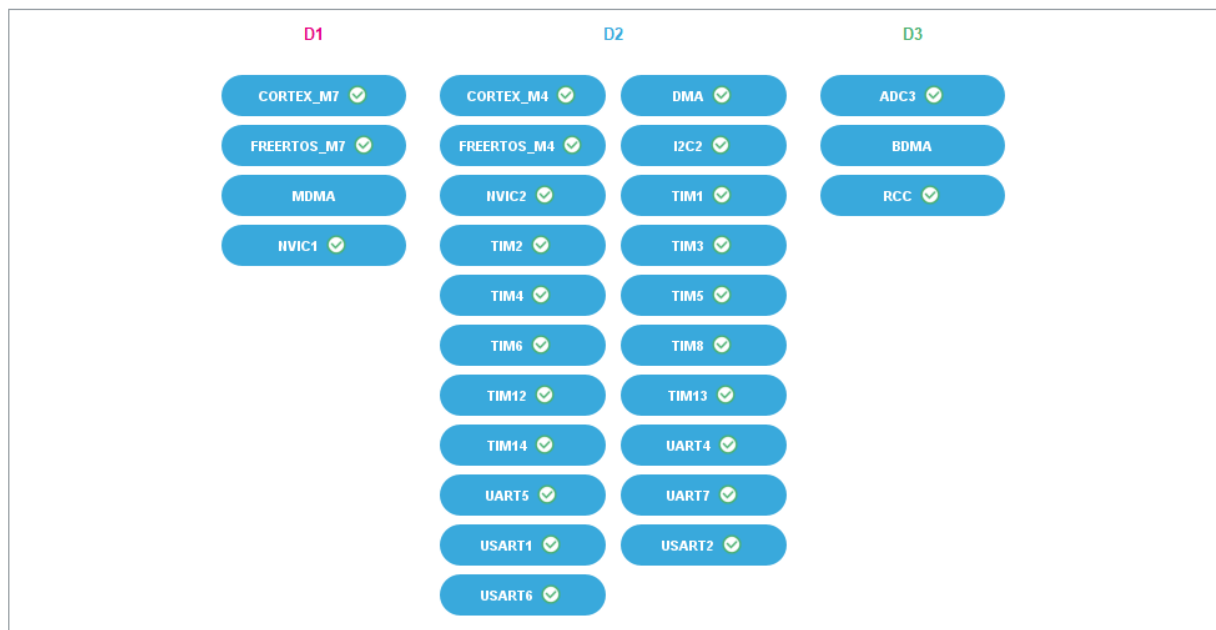 D1 D2 D3
CORTEX_M7 CORTEX_M4 DMA ADC3
FREERTOS_M7 FREERTOS_M4 I2C2 BDMA
MDMA NVIC2 TIM1 RCC
NVIC1 TIM2 TIM3
TIM4 TIM5
TIM6 TIM8
TIM12 TIM13
TIM14 UART4
UART5 UART7
USART1 USART2
USART6